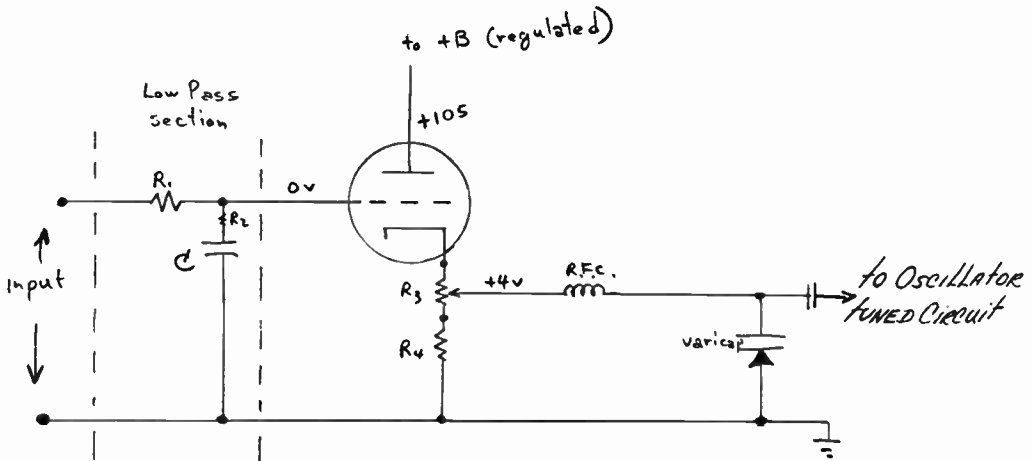 to +B (regulated)
Low Pass
section
+105
R1
0v
R2
C
Input
R3
+4v
R.F.C.
to OSCILLATOR
TUNED CIRCUIT
R4
varicap